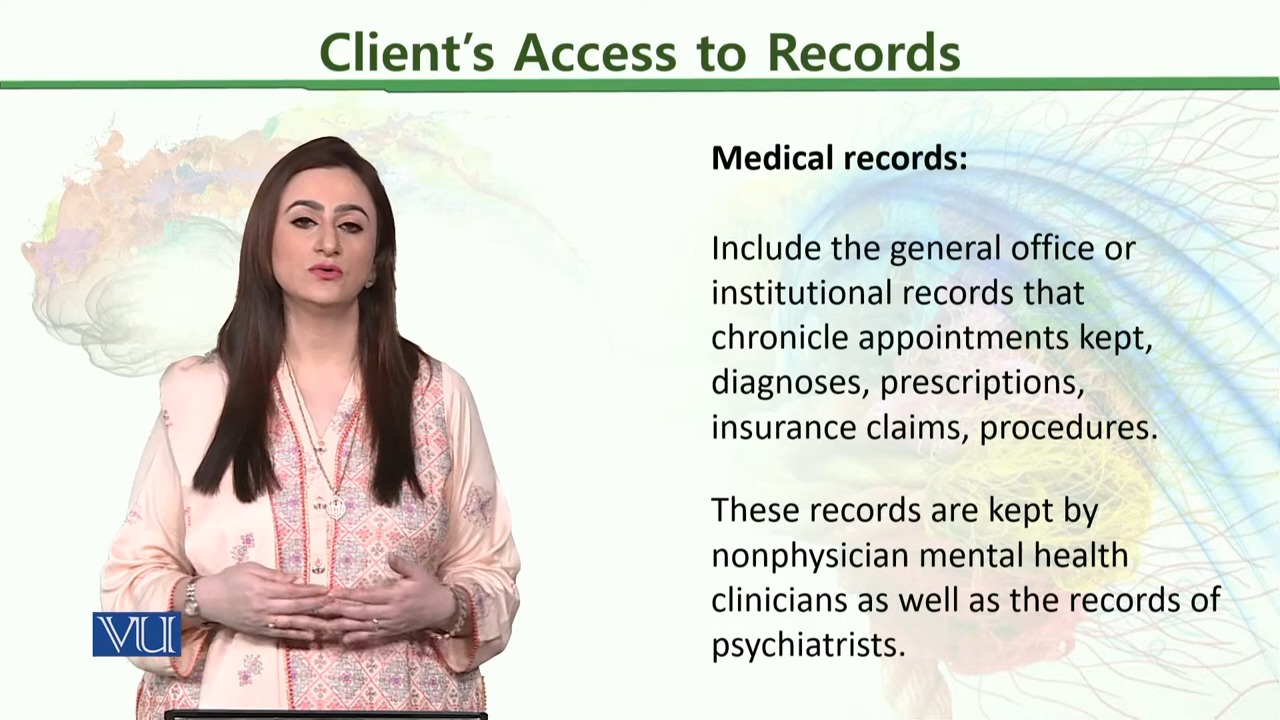 Client’s Access to Records
Medical records:
Include the general office or
institutional records that
chronicle appointments kept,
diagnoses, prescriptions,
insurance claims, procedures.
These records are kept by
nonphysician mental health
clinicians as well as the records of
psychiatrists.
VU